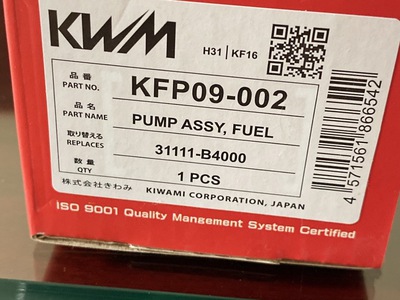 KWM
H31 | KF16
品番
PART NO.
KFP09-002
品名
PART NAME
PUMP ASSY, FUEL
取り替える
REPLACES
31111-B4000
数量
QTY
1 PCS
株式会社きわみ
KIWAMI CORPORATION, JAPAN
4 571561 866542
ISO 9001 Quality Mangement System Certified